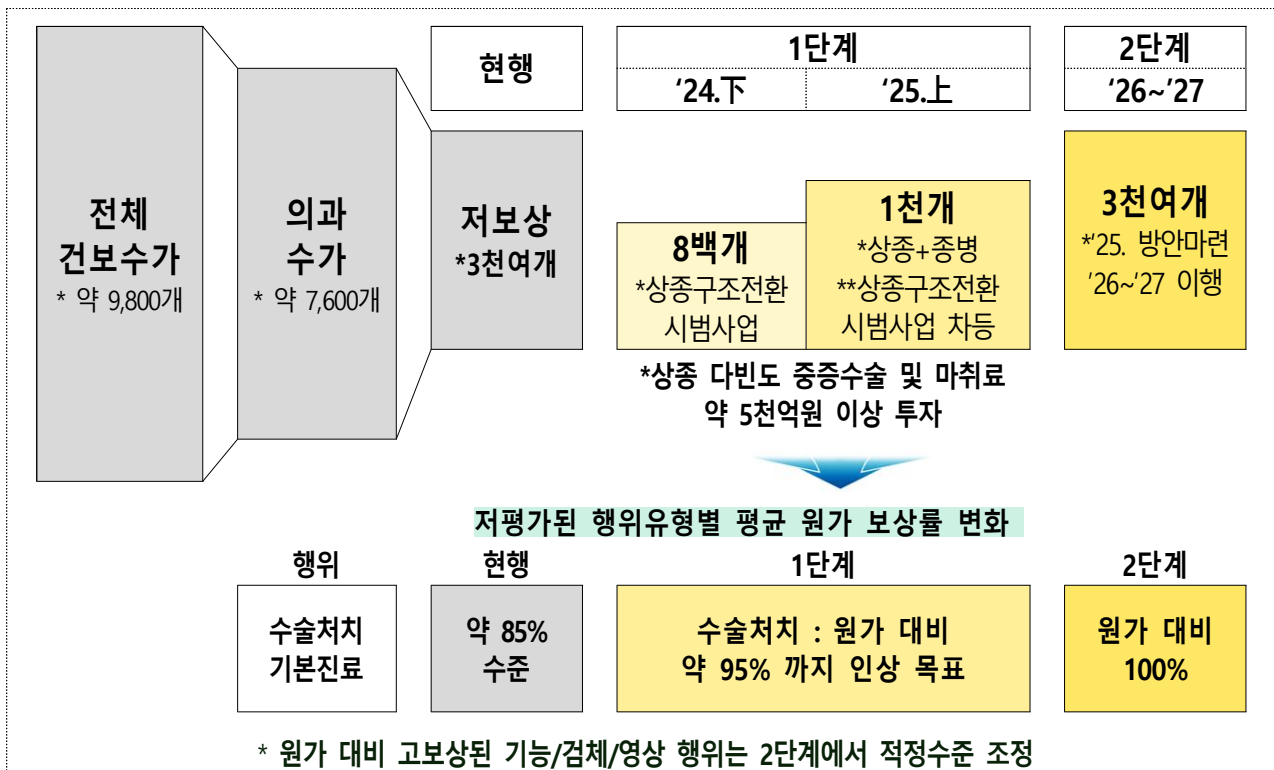 현행
1단계
2단계
‘24.下
‘25.上
‘26~’27
전체
건보수가
* 약 9,800개
의과
수가
* 약 7,600개
저보상
*3천여개
8백개
*상종구조전환
시범사업
1천개
*상종+종병
**상종구조전환
시범사업 차등
3천여개
*’25. 방안마련
’26~‘27 이행
*상종 다빈도 중증수술 및 마취료
약 5천억원 이상 투자
저평가된 행위유형별 평균 원가 보상률 변화
행위
현행
1단계
2단계
수술처치
기본진료
약 85%
수준
수술처치 : 원가 대비
약 95% 까지 인상 목표
원가 대비
100%
* 원가 대비 고보상된 기능/검체/영상 행위는 2단계에서 적정수준 조정